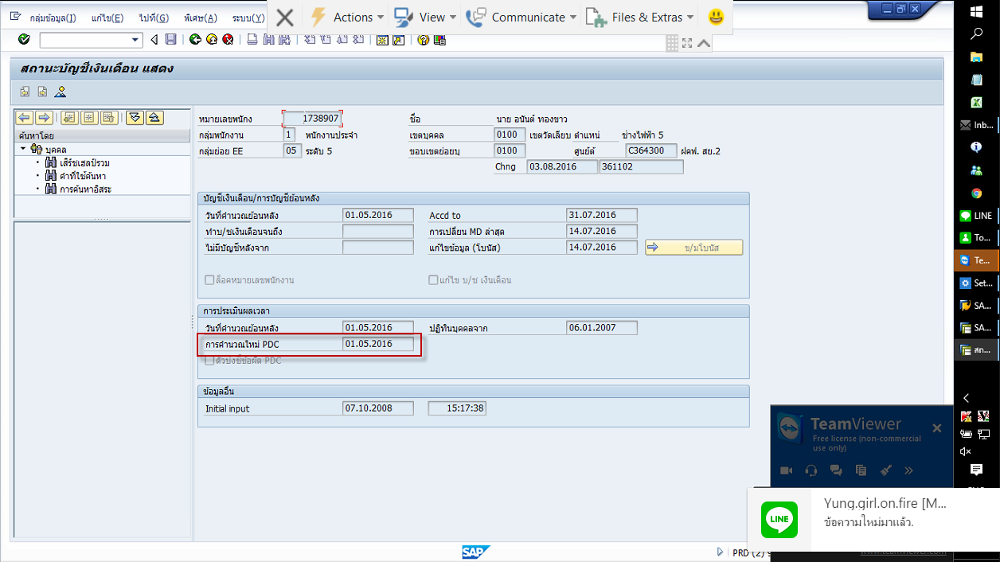 กลุ่มข้อมูล(I) แก้ไข(E) ไปที่(G) พิเศษ(A) ระบบ(Y)
Actions View Communicate Files & Extras
สถานะบัญชีเงินเดือน แสดง
ค้นหาโดย
บุคคล
เสิร์ชเฮลป์รวม
คำที่ใช้ค้นหา
การค้นหาอิสระ
หมายเลขพนักง 1738907 ชื่อ นาย อนันต์ ทองขาว
กลุ่มพนักงาน 1 พนักงานประจำ เขตบุคคล 0100 เขตวัดเลียบ ตำแหน่ง ช่างไฟฟ้า 5
กลุ่มย่อย EE 05 ระดับ 5 ขอบเขตย่อยบุ 0100 ศูนย์ต้ C364300 ฝคฟ. สย.2
Chng 03.08.2016 361102
บัญชีเงินเดือน/การบัญชีย้อนหลัง
วันที่คำนวณย้อนหลัง 01.05.2016 Accd to 31.07.2016
ทำบ/ชเงินเดือนจนถึง การเปลี่ยน MD ล่าสุด 14.07.2016
ไม่มีบัญชีหลังจาก แก้ไขข้อมูล (โบนัส) 14.07.2016 ข/มโบนัส
ล็อคหมายเลขพนักงาน แก้ไข บ/ช เงินเดือน
การประเมินผลเวลา
วันที่คำนวณย้อนหลัง 01.05.2016 ปฏิทินบุคคลจาก 06.01.2007
การคำนวณใหม่ PDC 01.05.2016
ตัวบ่งชี้ข้อผิด PDC
ข้อมูลอื่น
Initial input 07.10.2008 15:17:38
SAP
PRD (2) 9
Inb...
LINE
To...
Te...
Set...
SA...
SA...
สถ...
TeamViewer
Free license (non-commercial
use only)
www.teamviewer.com
LINE
Yung.girl.on.fire [M...
ข้อความใหม่มาแล้ว.